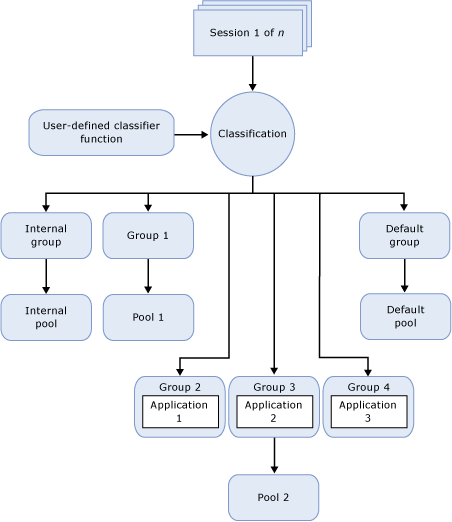 Session 1 of n
User-defined classifier
function
Classification
Internal
group
Group 1
Default
group
Internal
pool
Pool 1
Default
pool
Group 2
Application
1
Group 3
Application
2
Group 4
Application
3
Pool 2